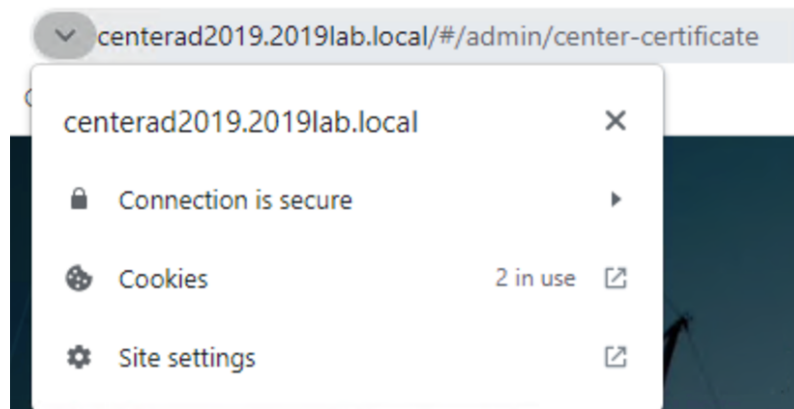 centerad2019.2019lab.local/#/admin/center-certificate
centerad2019.2019lab.local
Connection is secure
Cookies 2 in use
Site settings